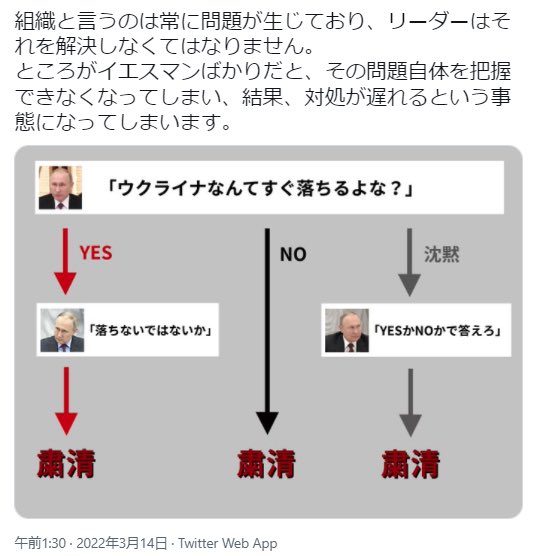 組織と言うのは常に問題が生じており、リーダーはそ
れを解決しなくてはなりません。
ところがイエスマンばかりだと、その問題自体を把握
できなくなってしまい、結果、対処が遅れるという事
態になってしまいます。
「ウクライナなんてすぐ落ちるよな？」
YES
NO
沈黙
「落ちないではないか」
「YESかNOかで答えろ」
粛清
粛清
粛清
午前1:30 · 2022年3月14日 · Twitter Web App